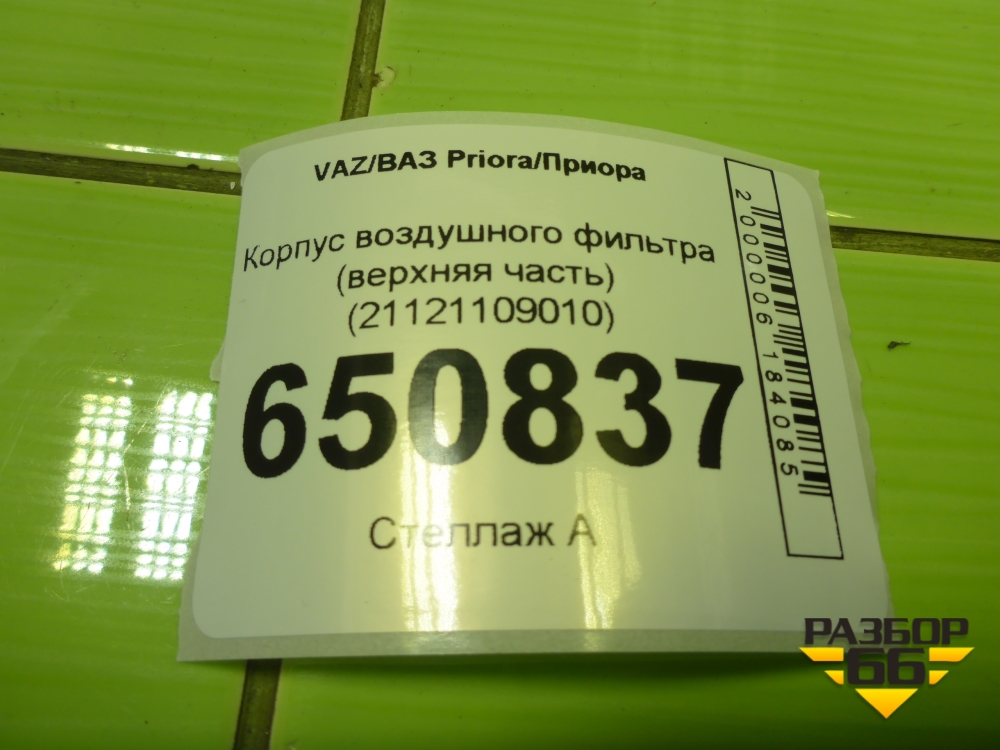 VAZ/ВАЗ Priora/Приора
Корпус воздушного фильтра
(верхняя часть)
(21121109010)
650837
Стеллаж А
2000006184085
РАЗБОР
66